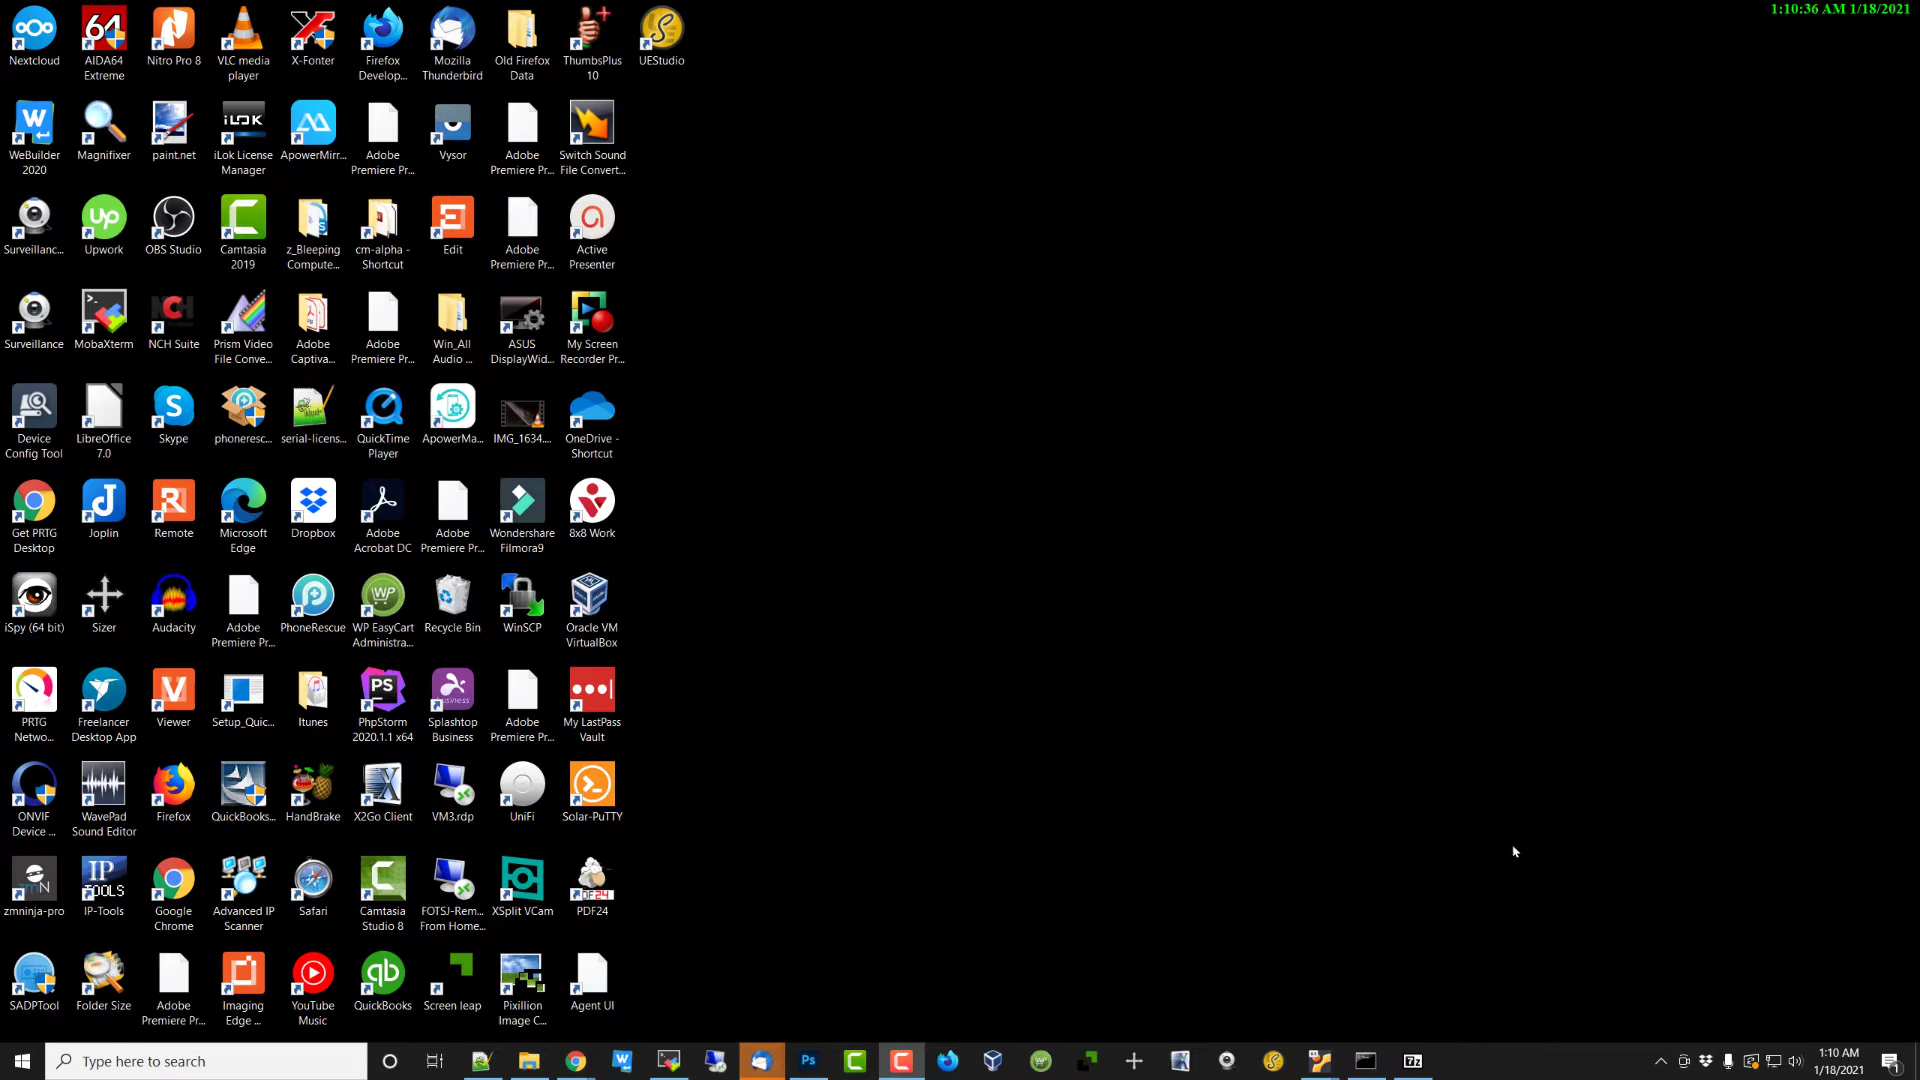 1:10:36 AM 1/18/2021
Nextcloud
AIDA64
Extreme
Nitro Pro 8
VLC media
player
X-Fonter
Firefox
Develop...
Mozilla
Thunderbird
Old Firefox
Data
ThumbsPlus
10
UEStudio
WeBuilder
2020
Magnifixer
paint.net
iLok License
Manager
ApowerMirr...
Adobe
Premiere Pr...
Vysor
Adobe
Premiere Pr...
Switch Sound
File Convert...
Surveillanc...
Upwork
OBS Studio
Camtasia
2019
z_Bleeping
Compute...
cm-alpha -
Shortcut
Edit
Adobe
Premiere Pr...
Active
Presenter
Surveillance
MobaXterm
NCH Suite
Prism Video
File Conve...
Adobe
Captiva...
Adobe
Premiere Pr...
Win_All
Audio ...
ASUS
DisplayWid...
My Screen
Recorder Pr...
Device
Config Tool
LibreOffice
7.0
Skype
phoneresc...
serial-licens...
QuickTime
Player
ApowerMa...
IMG_1634....
OneDrive -
Shortcut
Get PRTG
Desktop
Joplin
Remote
Microsoft
Edge
Dropbox
Adobe
Acrobat DC
Adobe
Premiere Pr...
Wondershare
Filmora9
8x8 Work
iSpy (64 bit)
Sizer
Audacity
Adobe
Premiere Pr...
PhoneRescue
WP EasyCart
Administra...
Recycle Bin
WinSCP
Oracle VM
VirtualBox
PRTG
Netwo...
Freelancer
Desktop App
Viewer
Setup_Quic...
Itunes
PhpStorm
2020.1.1 x64
Splashtop
Business
Adobe
Premiere Pr...
My LastPass
Vault
ONVIF
Device ...
WavePad
Sound Editor
Firefox
QuickBooks...
HandBrake
X2Go Client
VM3.rdp
UniFi
Solar-PuTTY
zmninja-pro
IP-Tools
Google
Chrome
Advanced IP
Scanner
Safari
Camtasia
Studio 8
FOTSJ-Rem...
From Home...
XSplit VCam
PDF24
SADPTool
Folder Size
Adobe
Premiere Pr...
Imaging
Edge ...
YouTube
Music
QuickBooks
Screen leap
Pixillion
Image C...
Agent UI
Type here to search
1:10 AM
1/18/2021